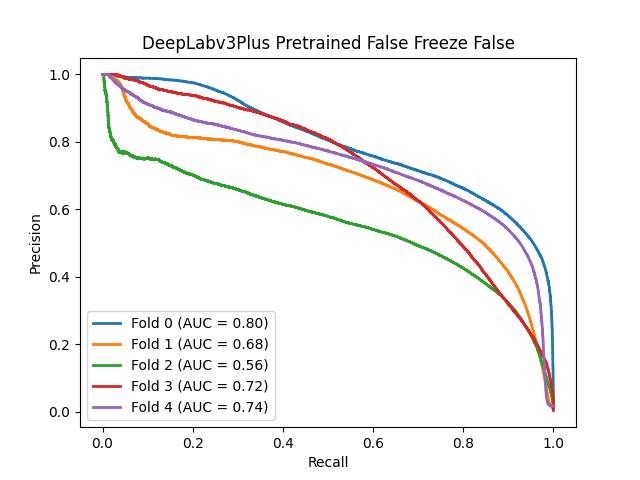 DeepLabv3Plus Pretrained False Freeze False
Precision
1.0
0.8
0.6
0.4
0.2
0.0
Fold 0 (AUC = 0.80)
Fold 1 (AUC = 0.68)
Fold 2 (AUC = 0.56)
Fold 3 (AUC = 0.72)
Fold 4 (AUC = 0.74)
0.0 0.2 0.4 0.6 0.8 1.0
Recall